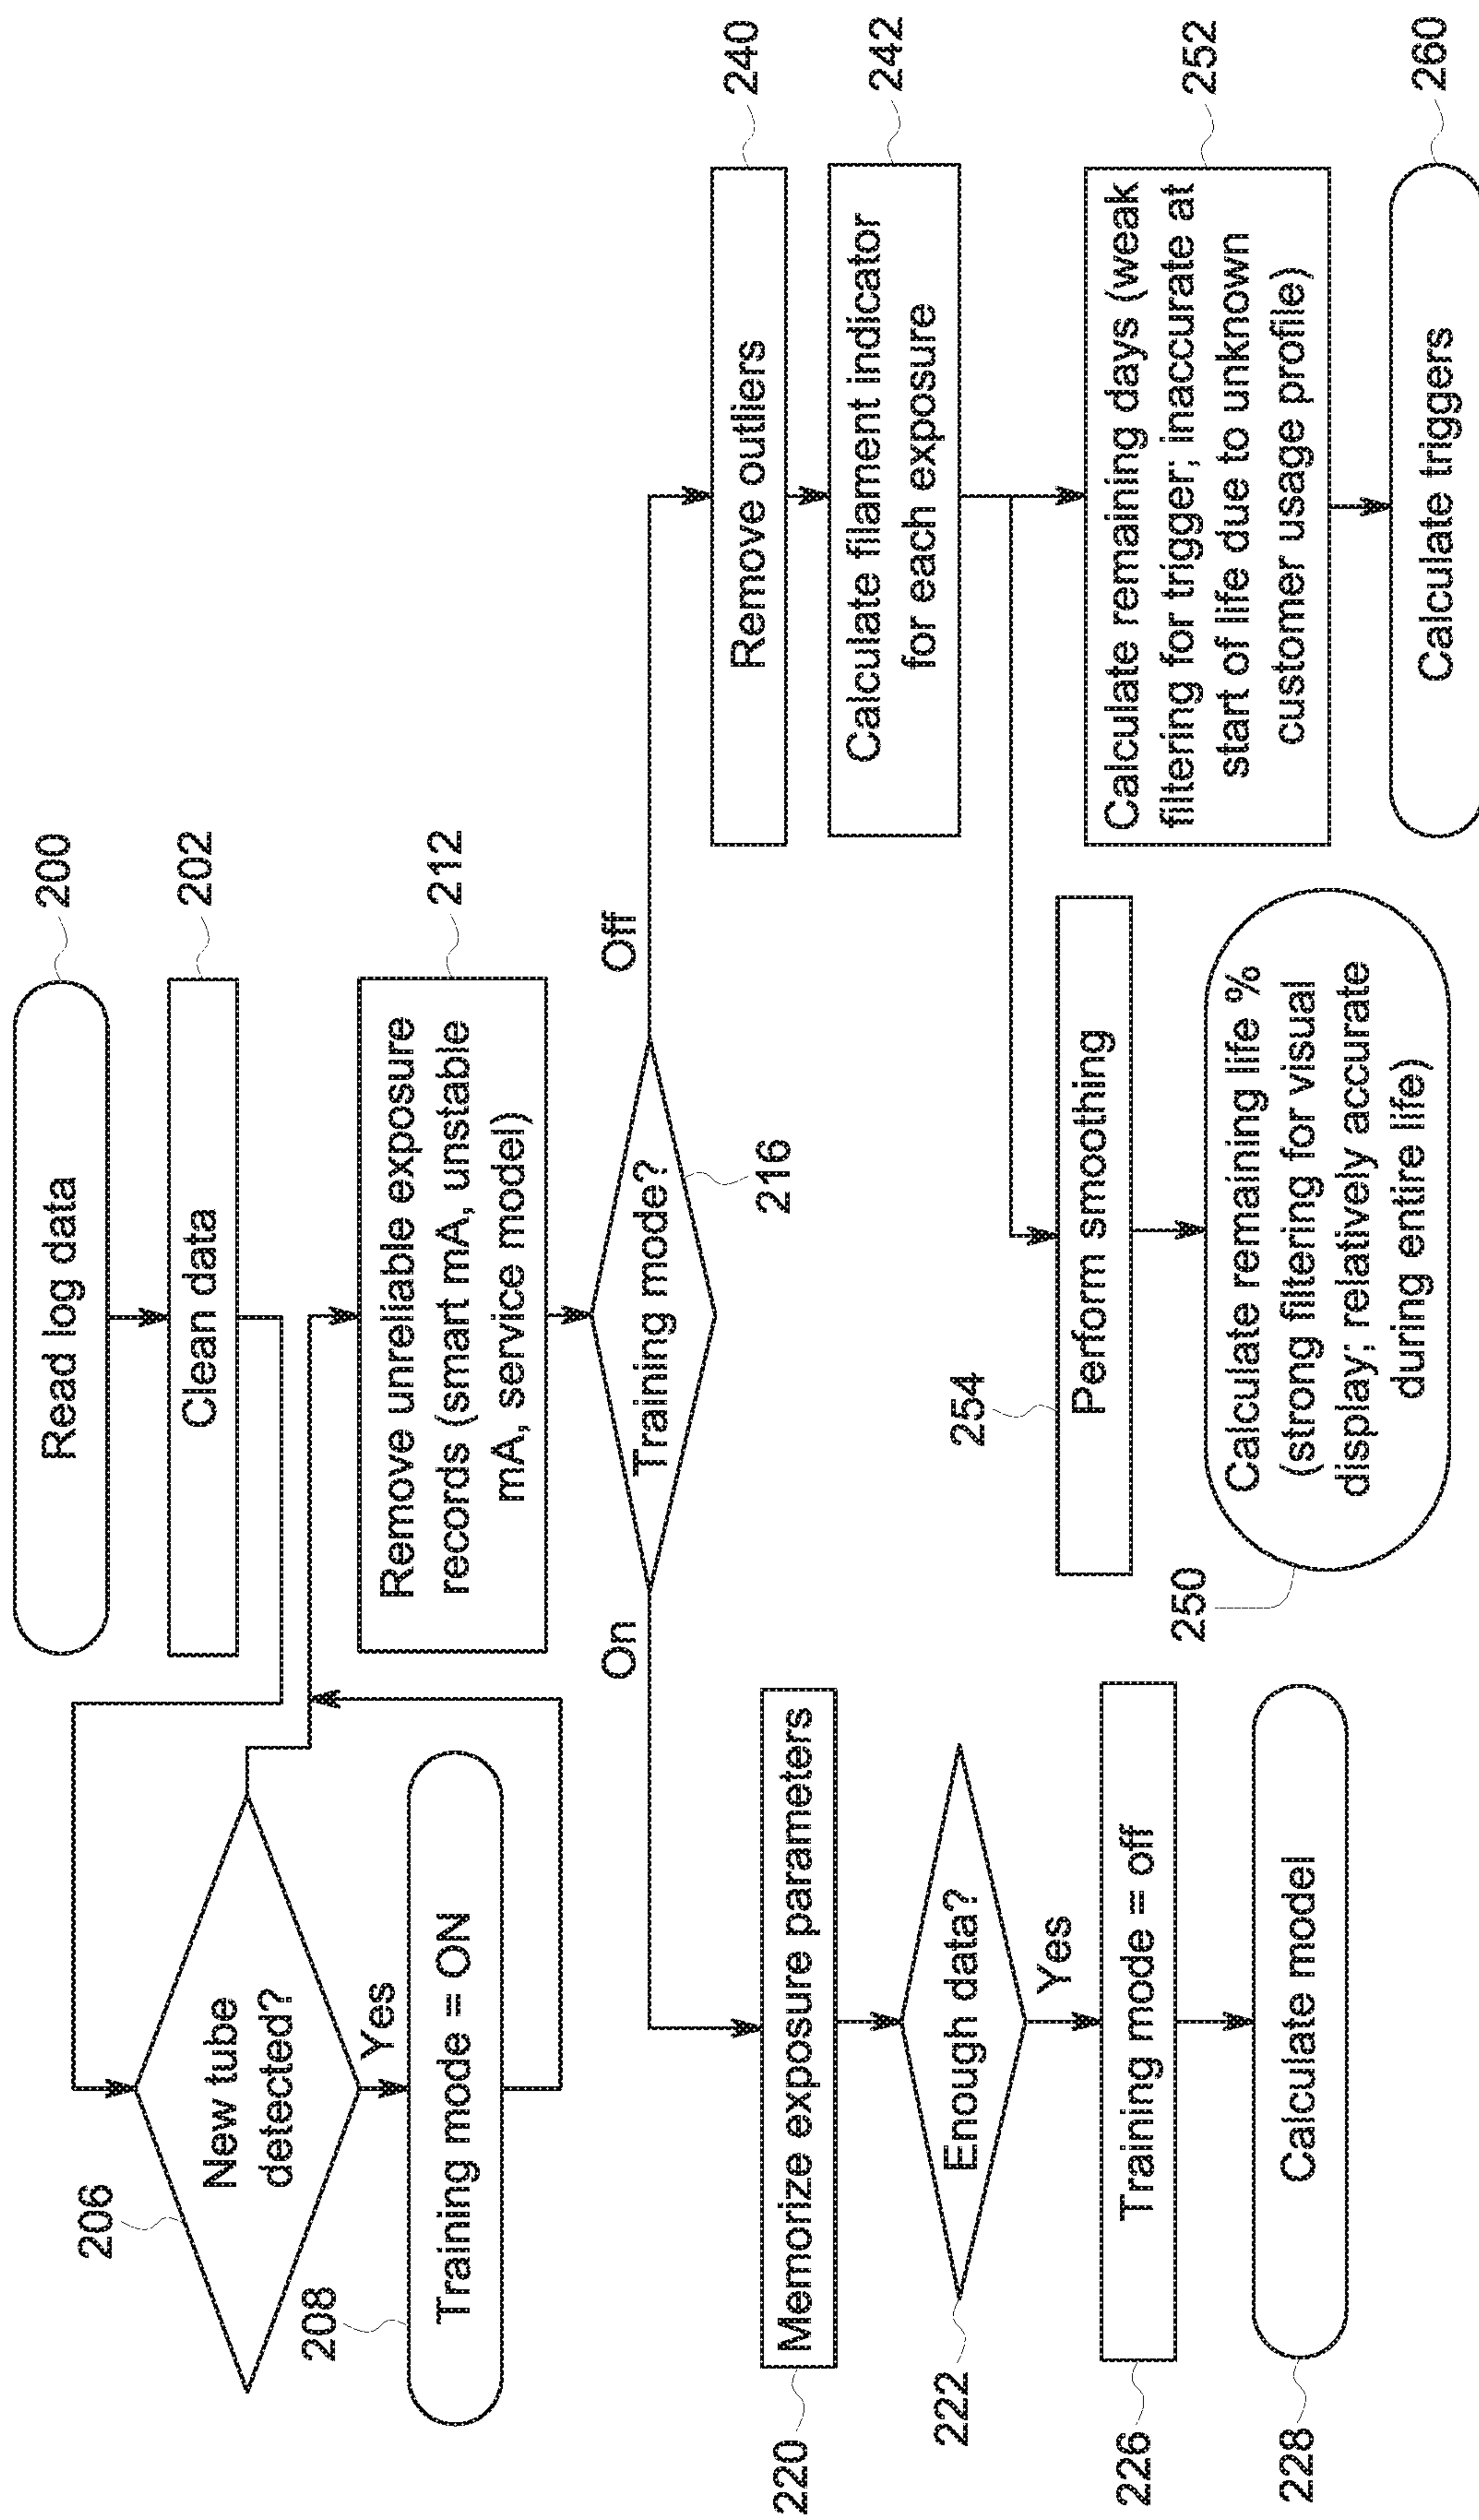 Read log data
200
Clean data
202
206
New tube
detected?
Yes
208
Training mode = ON
Remove unreliable exposure
records (smart mA, unstable
mA, service model)
212
Training mode?
216
On
Off
220
Memorize exposure parameters
222
Enough data?
Yes
226
Training mode = off
228
Calculate model
Remove outliers
240
Calculate filament indicator
for each exposure
242
254
Perform smoothing
250
Calculate remaining life %
(strong filtering for visual
display; relatively accurate
during entire life)
Calculate remaining days (weak
filtering for trigger; inaccurate at
start of life due to unknown
customer usage profile)
252
Calculate triggers
260